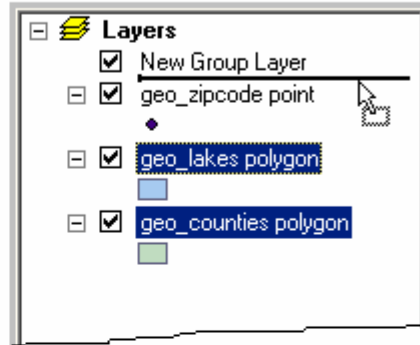 Layers
New Group Layer
geo_zipcode point
geo_lakes polygon
geo_counties polygon